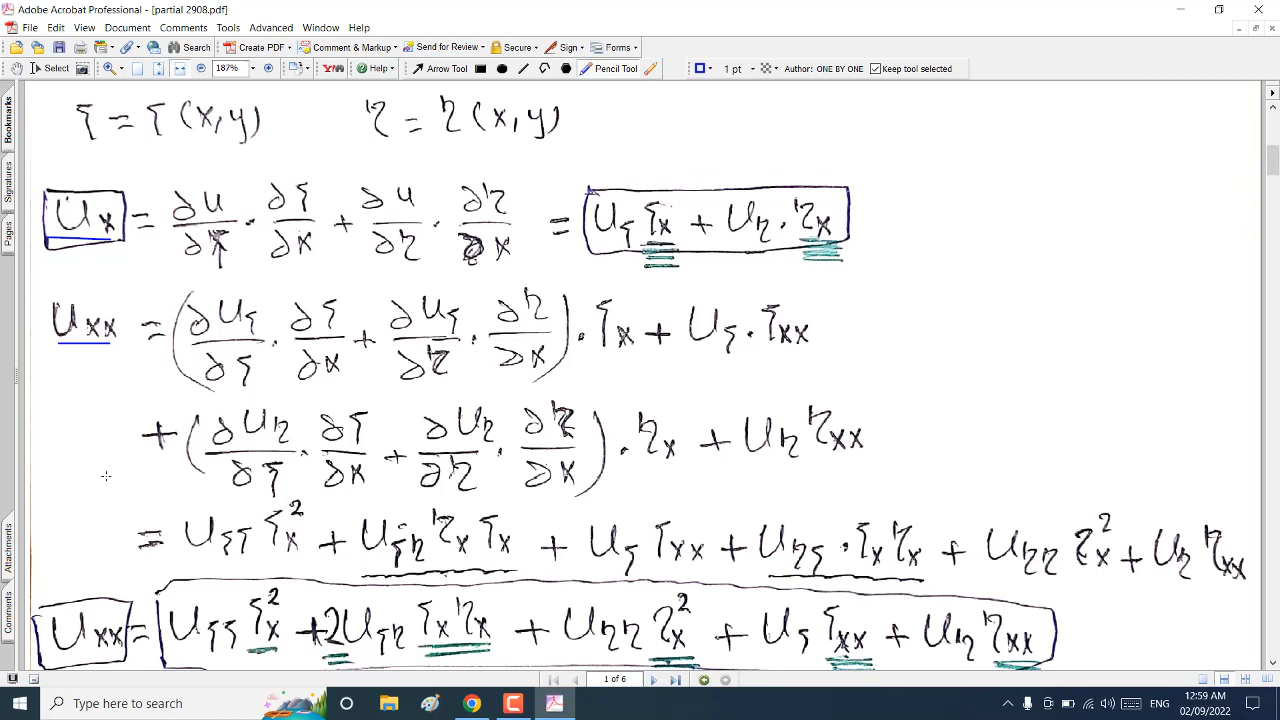 Adobe Acrobat Professional - [partial 2908.pdf]
File Edit View Document Comments Tools Advanced Window Help
Search Create PDF Comment & Markup Send for Review Secure Sign Forms
Select 187% Y! Help Arrow Tool Pencil Tool 1 pt Author: ONE BY ONE Keep tool selected
Bookmarks
Signatures
Pages
Attachments
Comments
ξ = ξ(x,y) η = η(x,y)
Ux = ∂u/∂ξ · ∂ξ/∂x + ∂u/∂η · ∂η/∂x = Uξ ξx + Uη · ηx
Uxx = (∂Uξ/∂ξ · ∂ξ/∂x + ∂Uξ/∂η · ∂η/∂x) · ξx + Uξ · ξxx
+ (∂Uη/∂ξ · ∂ξ/∂x + ∂Uη/∂η · ∂η/∂x) · ηx + Uη ηxx
= Uξξ ξx² + Uξη ηx ξx + Uξ ξxx + Uηξ · ξx ηx + Uηη ηx² + Uη ηxx
Uxx = Uξξ ξx² + 2Uξη ξx ηx + Uηη ηx² + Uξ ξxx + Uη ηxx
1 of 6
Type here to search
ENG
12:59 AM
02/09/2022